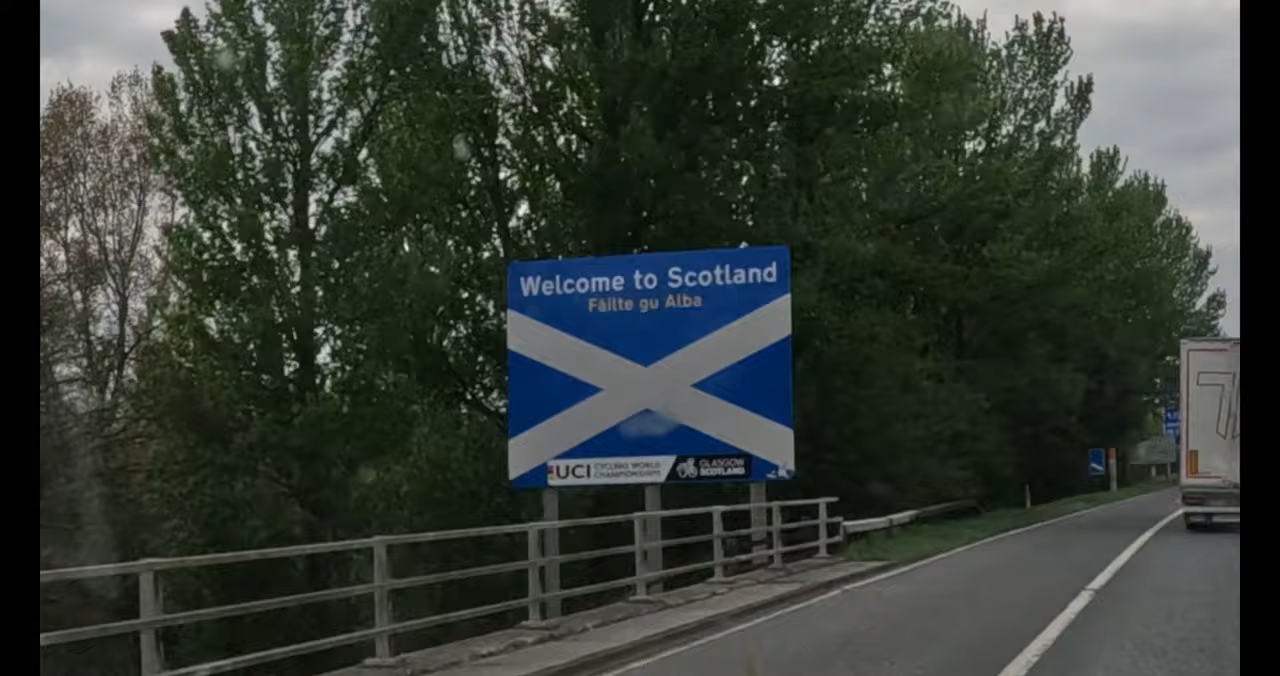 Welcome to Scotland
Fàilte gu Alba
UCI CYCLING WORLD
CHAMPIONSHIPS
GLASGOW
SCOTLAND